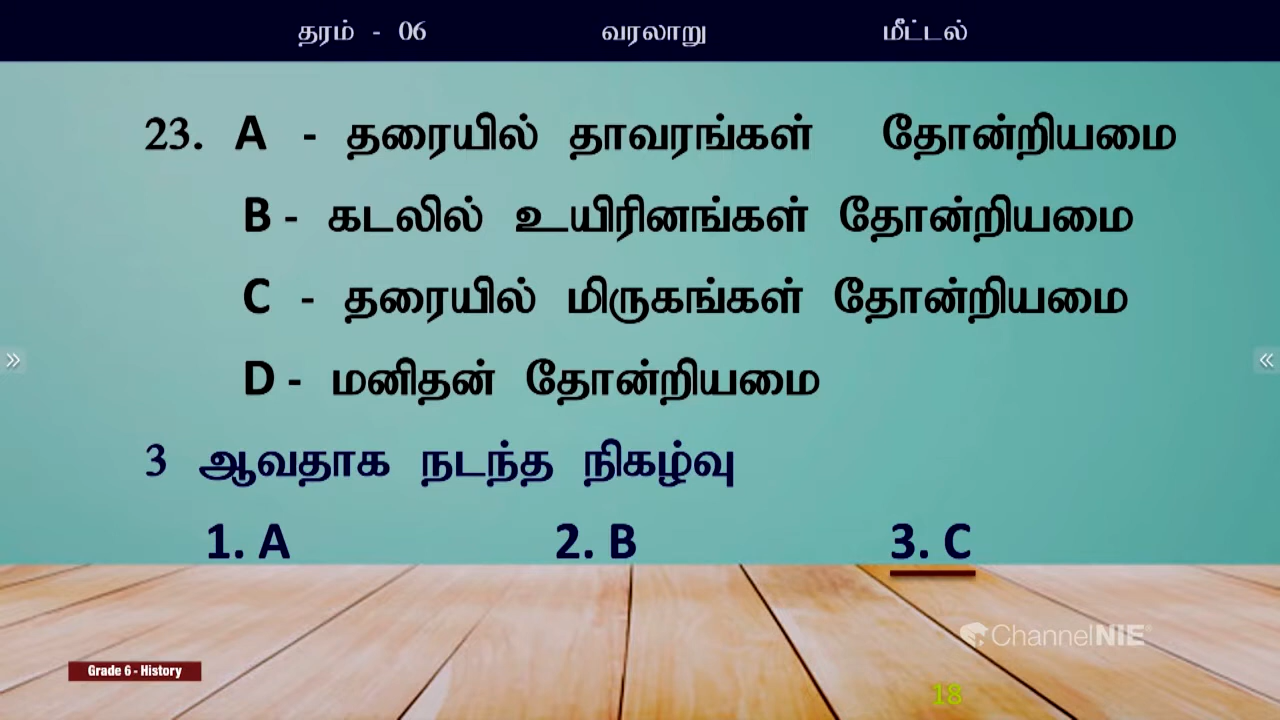 தரம் - 06 வரலாறு மீட்டல்
23. A - தரையில் தாவரங்கள் தோன்றியமை
B - கடலில் உயிரினங்கள் தோன்றியமை
C - தரையில் மிருகங்கள் தோன்றியமை
D - மனிதன் தோன்றியமை
3 ஆவதாக நடந்த நிகழ்வு
1. A 2. B 3. C
ChannelNIE
Grade 6 - History
18